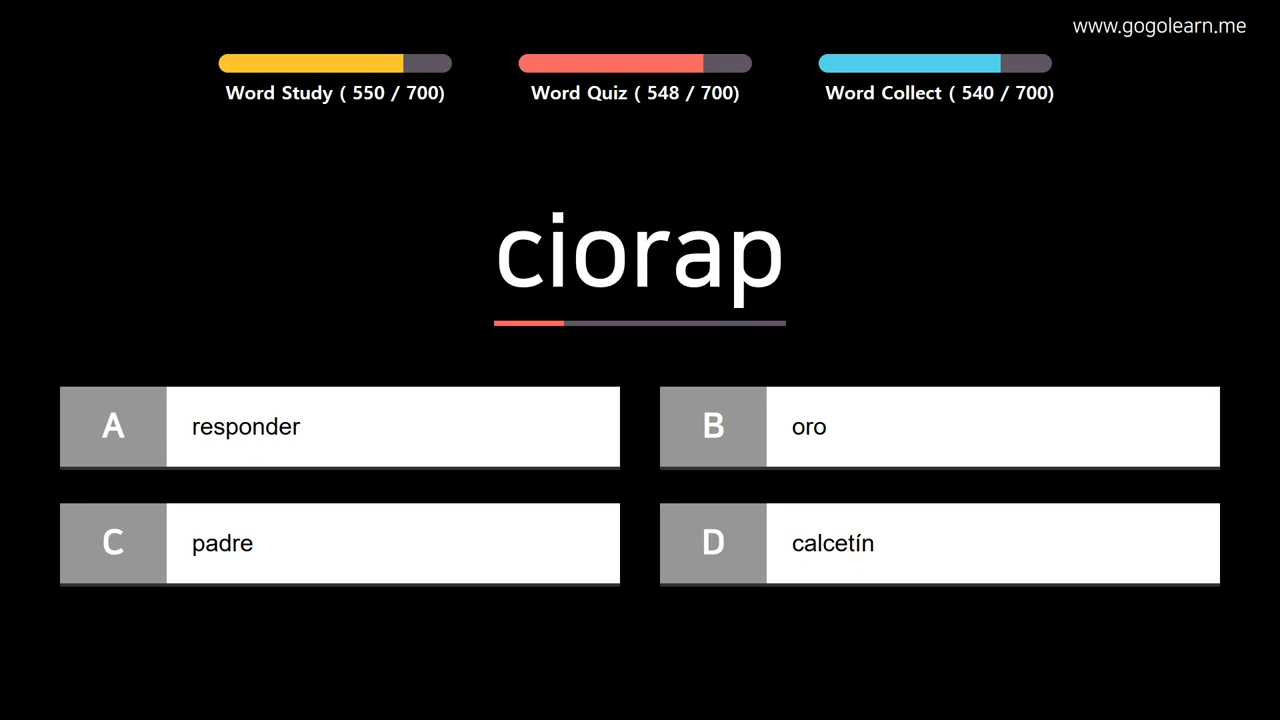 www.gogolearn.me
Word Study ( 550 / 700)
Word Quiz ( 548 / 700)
Word Collect ( 540 / 700)
ciorap
A
responder
B
oro
C
padre
D
calcetín